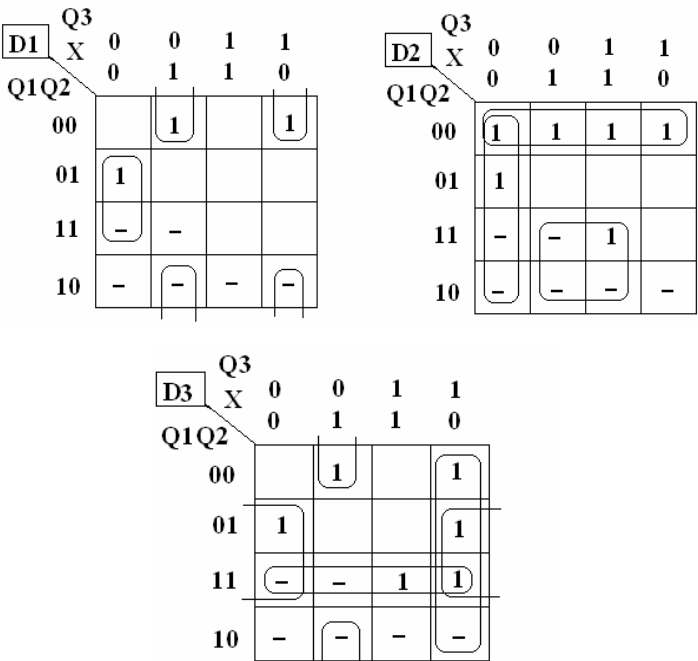 Q3
D1 X 0 0 1 1
0 1 1 0
Q1Q2
00 1 1
01 1
11 – –
10 – – – –
Q3
D2 X 0 0 1 1
0 1 1 0
Q1Q2
00 1 1 1 1
01 1
11 – – 1
10 – – – –
Q3
D3 X 0 0 1 1
0 1 1 0
Q1Q2
00 1 1
01 1 1
11 – – 1 1
10 – – – –